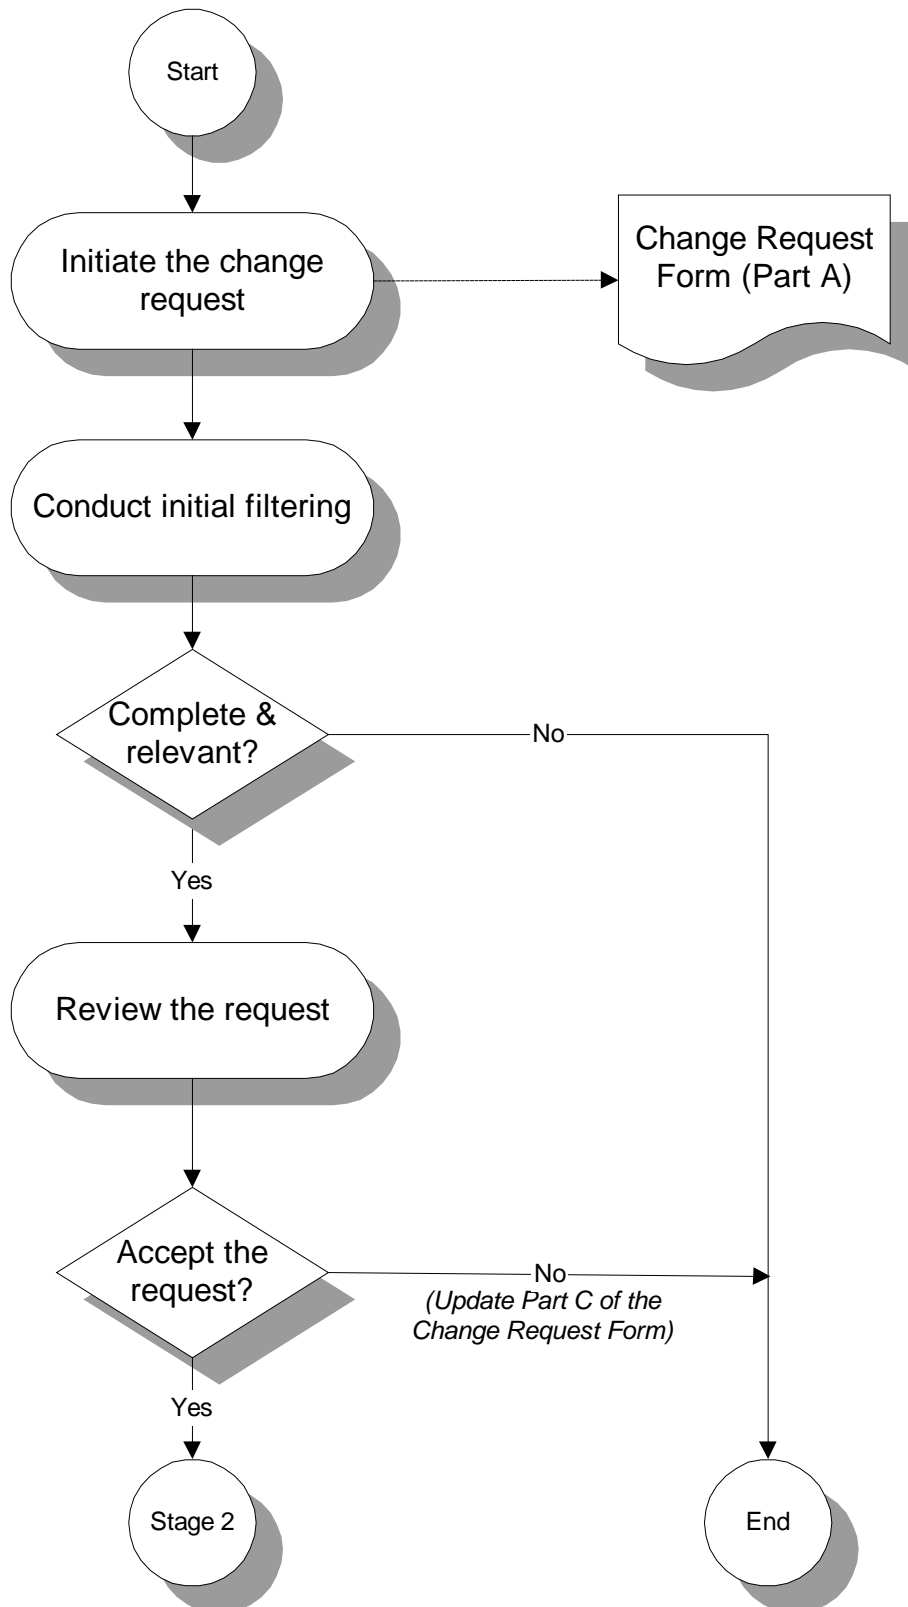 Start
Initiate the change
request
Change Request
Form (Part A)
Conduct initial filtering
Complete &
relevant?
No
Yes
Review the request
Accept the
request?
No
(Update Part C of the
Change Request Form)
Yes
Stage 2
End